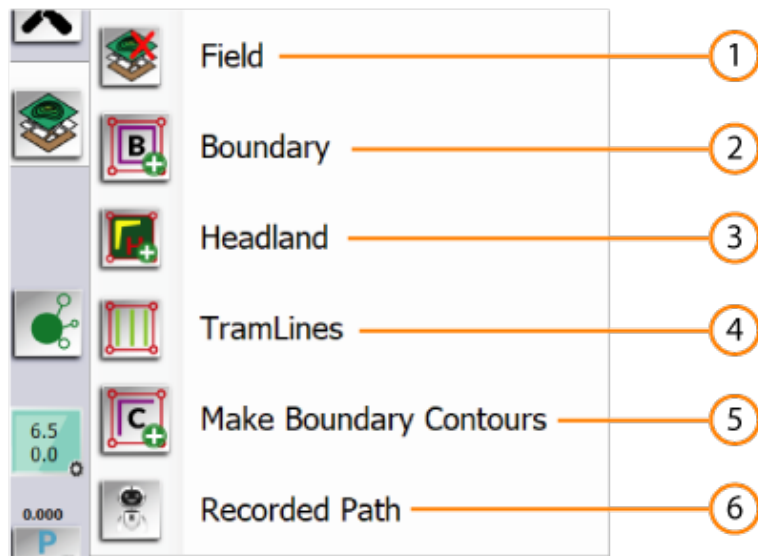 Field 1
B Boundary 2
H Headland 3
TramLines 4
C Make Boundary Contours 5
6.5
0.0
Recorded Path 6
0.000
P